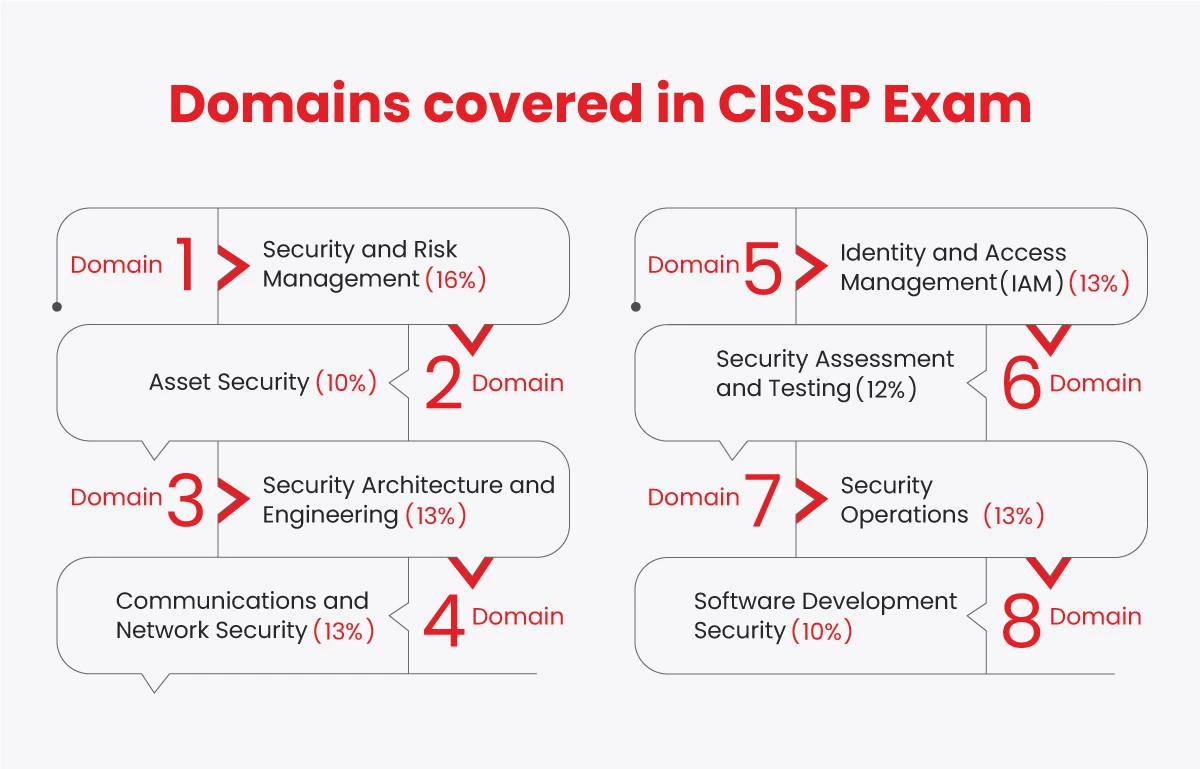 Domains covered in CISSP Exam
Domain 1
Security and Risk
Management (16%)
Asset Security (10%)
2 Domain
Domain 3
Security Architecture and
Engineering (13%)
Communications and
Network Security (13%)
4 Domain
Domain 5
Identity and Access
Management (IAM) (13%)
Security Assessment
and Testing (12%)
6 Domain
Domain 7
Security
Operations (13%)
Software Development
Security (10%)
8 Domain